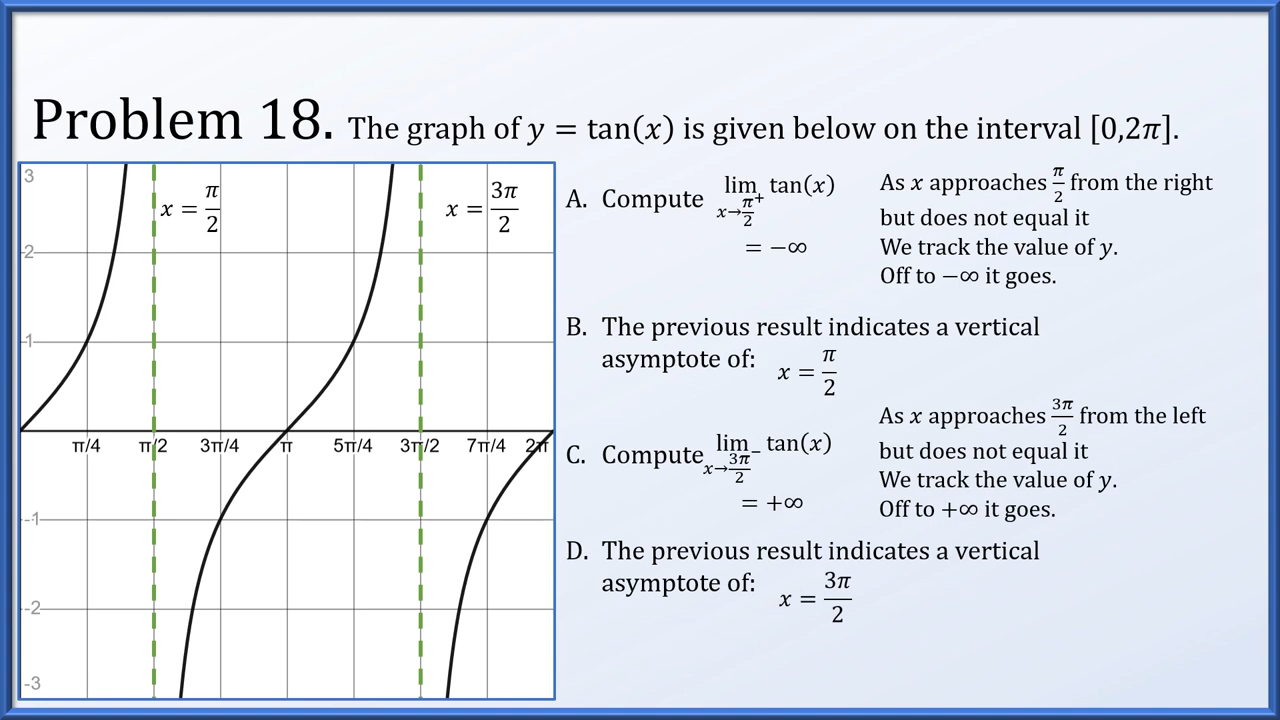 Problem 18. The graph of y = tan(x) is given below on the interval [0,2π].
3
2
1
-1
-2
-3
x = π/2
x = 3π/2
π/4 π/2 3π/4 π 5π/4 3π/2 7π/4 2π
A. Compute lim x→π/2⁺ tan(x)
= −∞
As x approaches π/2 from the right
but does not equal it
We track the value of y.
Off to −∞ it goes.
B. The previous result indicates a vertical
asymptote of: x = π/2
C. Compute lim x→3π/2⁻ tan(x)
= +∞
As x approaches 3π/2 from the left
but does not equal it
We track the value of y.
Off to +∞ it goes.
D. The previous result indicates a vertical
asymptote of: x = 3π/2